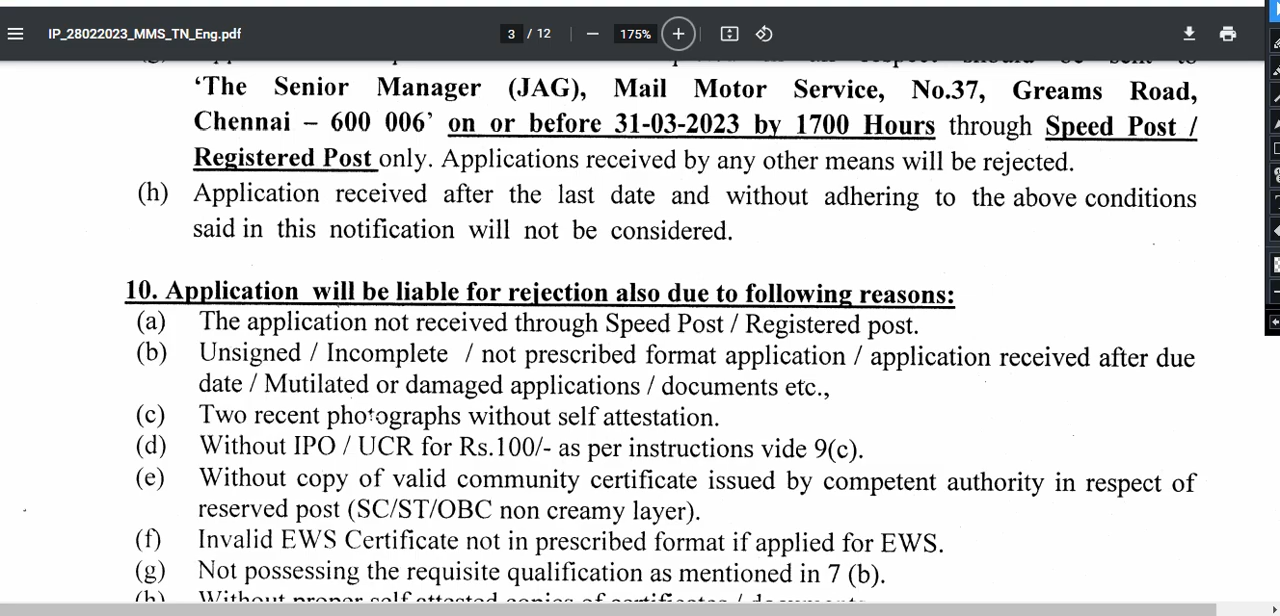 IP_28022023_MMS_TN_Eng.pdf 3 / 12 175%
‘The Senior Manager (JAG), Mail Motor Service, No.37, Greams Road,
Chennai – 600 006’ on or before 31-03-2023 by 1700 Hours through Speed Post /
Registered Post only. Applications received by any other means will be rejected.
(h) Application received after the last date and without adhering to the above conditions
said in this notification will not be considered.
10. Application will be liable for rejection also due to following reasons:
(a) The application not received through Speed Post / Registered post.
(b) Unsigned / Incomplete / not prescribed format application / application received after due
date / Mutilated or damaged applications / documents etc.,
(c) Two recent photographs without self attestation.
(d) Without IPO / UCR for Rs.100/- as per instructions vide 9(c).
(e) Without copy of valid community certificate issued by competent authority in respect of
reserved post (SC/ST/OBC non creamy layer).
(f) Invalid EWS Certificate not in prescribed format if applied for EWS.
(g) Not possessing the requisite qualification as mentioned in 7 (b).
(h) Without proper self attested copies of certificates /